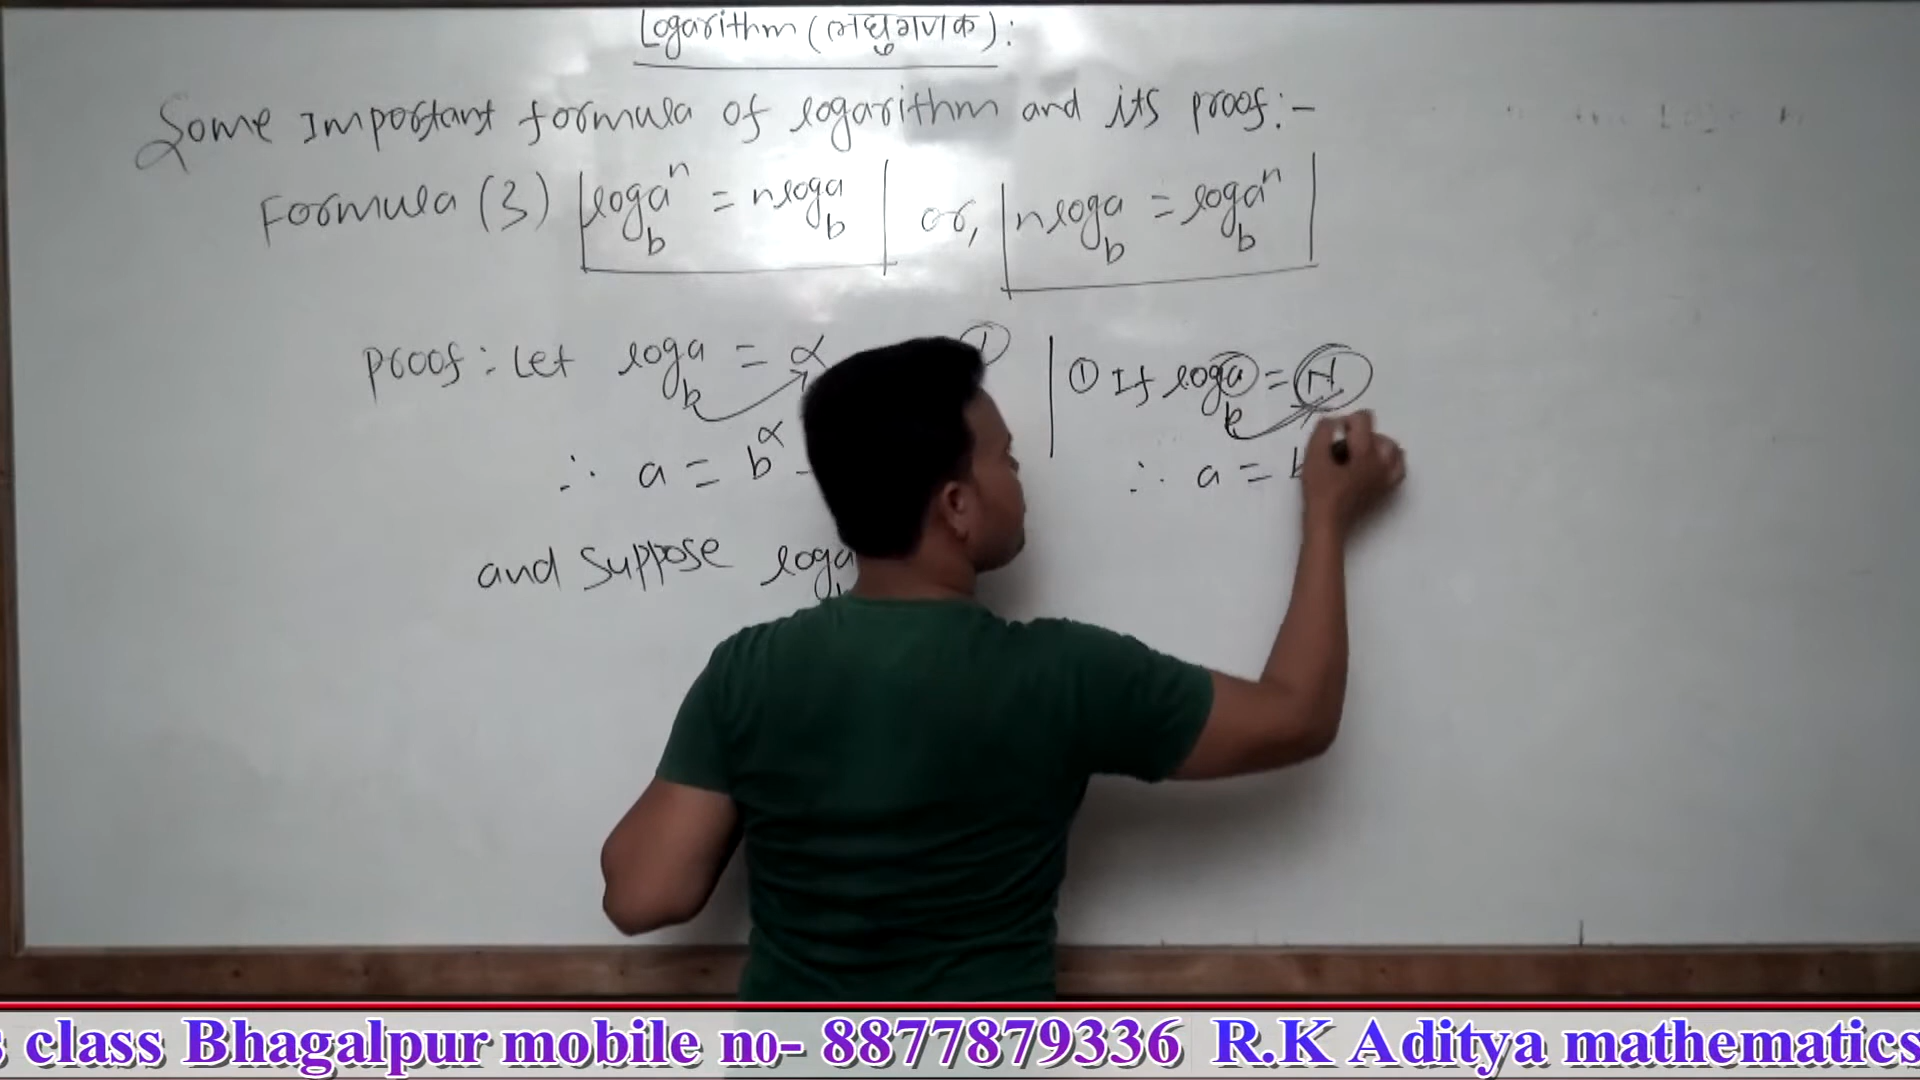 Logarithm (लघुगणक):
Some Important formula of logarithm and its proof:-
Formula (3) log_b a^n = n log_b a or, n log_b a = log_b a^n
Proof: Let log_b a = α ①
∴ a = b^α -
and suppose log a
① If log_b a = N
∴ a = b
class Bhagalpur mobile no- 8877879336 R.K Aditya mathematics